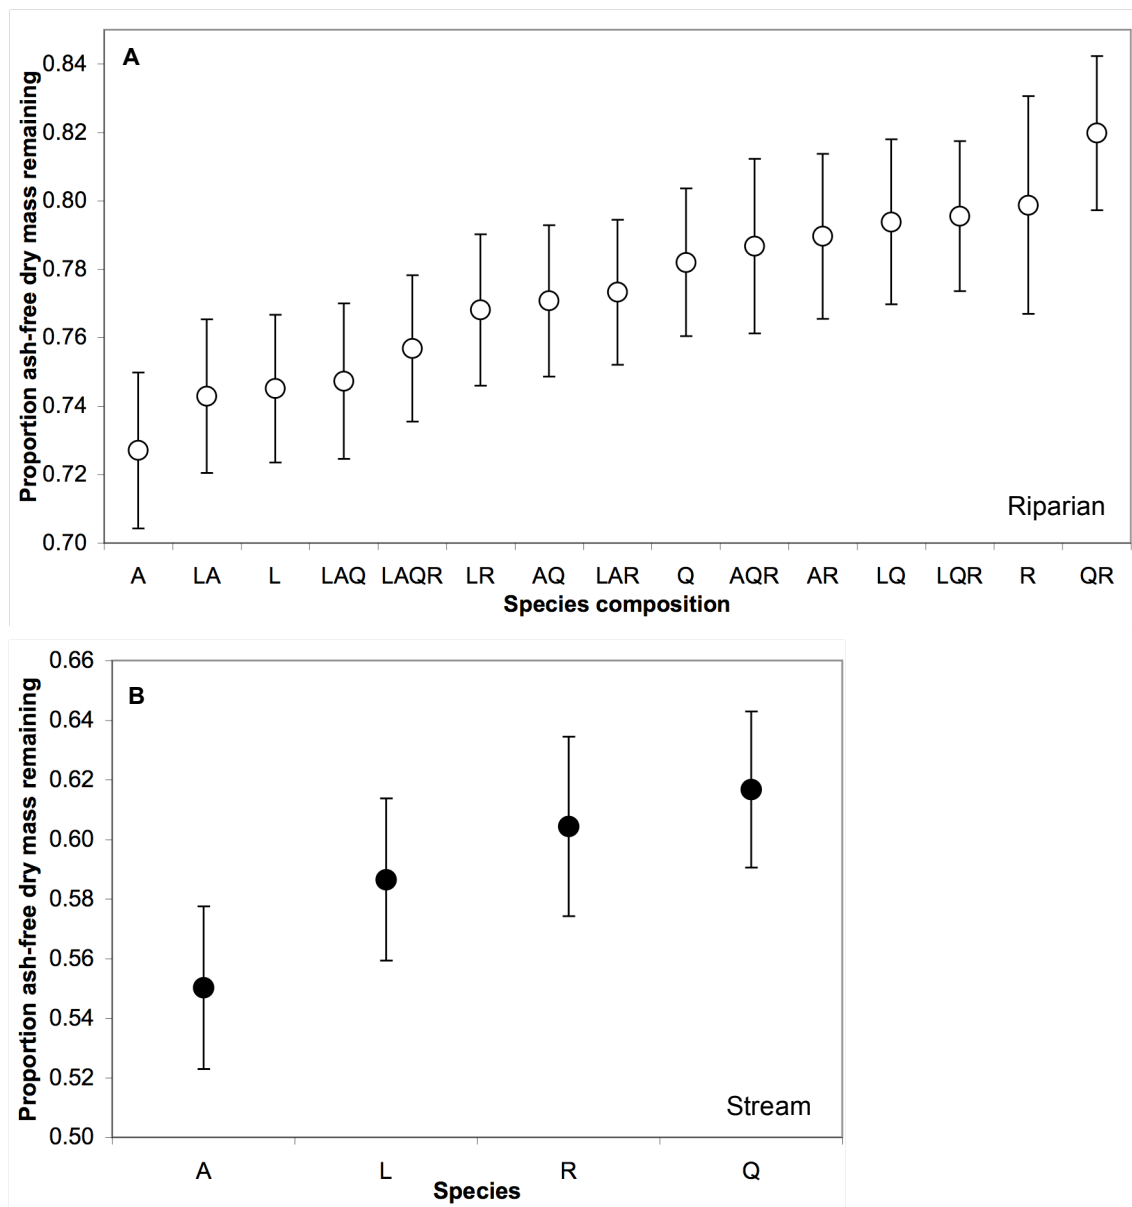 A
Proportion ash-free dry mass remaining
0.84
0.82
0.80
0.78
0.76
0.74
0.72
0.70
Riparian
A LA L LAQ LAQR LR AQ LAR Q AQR AR LQ LQR R QR
Species composition
B
Proportion ash-free dry mass remaining
0.66
0.64
0.62
0.60
0.58
0.56
0.54
0.52
0.50
Stream
A L R Q
Species